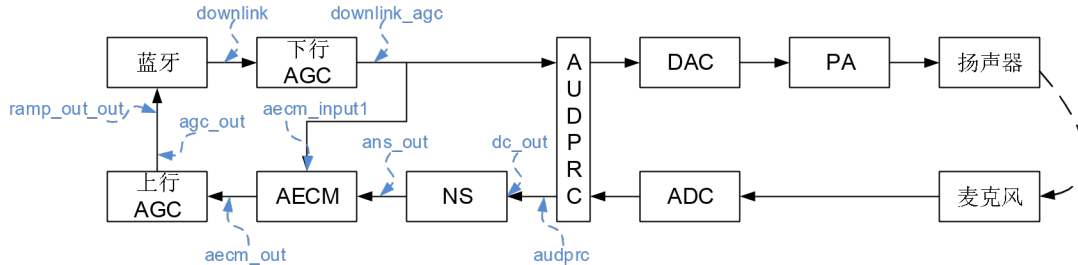 downlink
downlink_agc
蓝牙
下行
AGC
A
U
D
P
R
C
DAC
PA
扬声器
ramp_out_out
agc_out
aecm_input1
ans_out
dc_out
上行
AGC
AECM
NS
ADC
麦克风
aecm_out
audprc